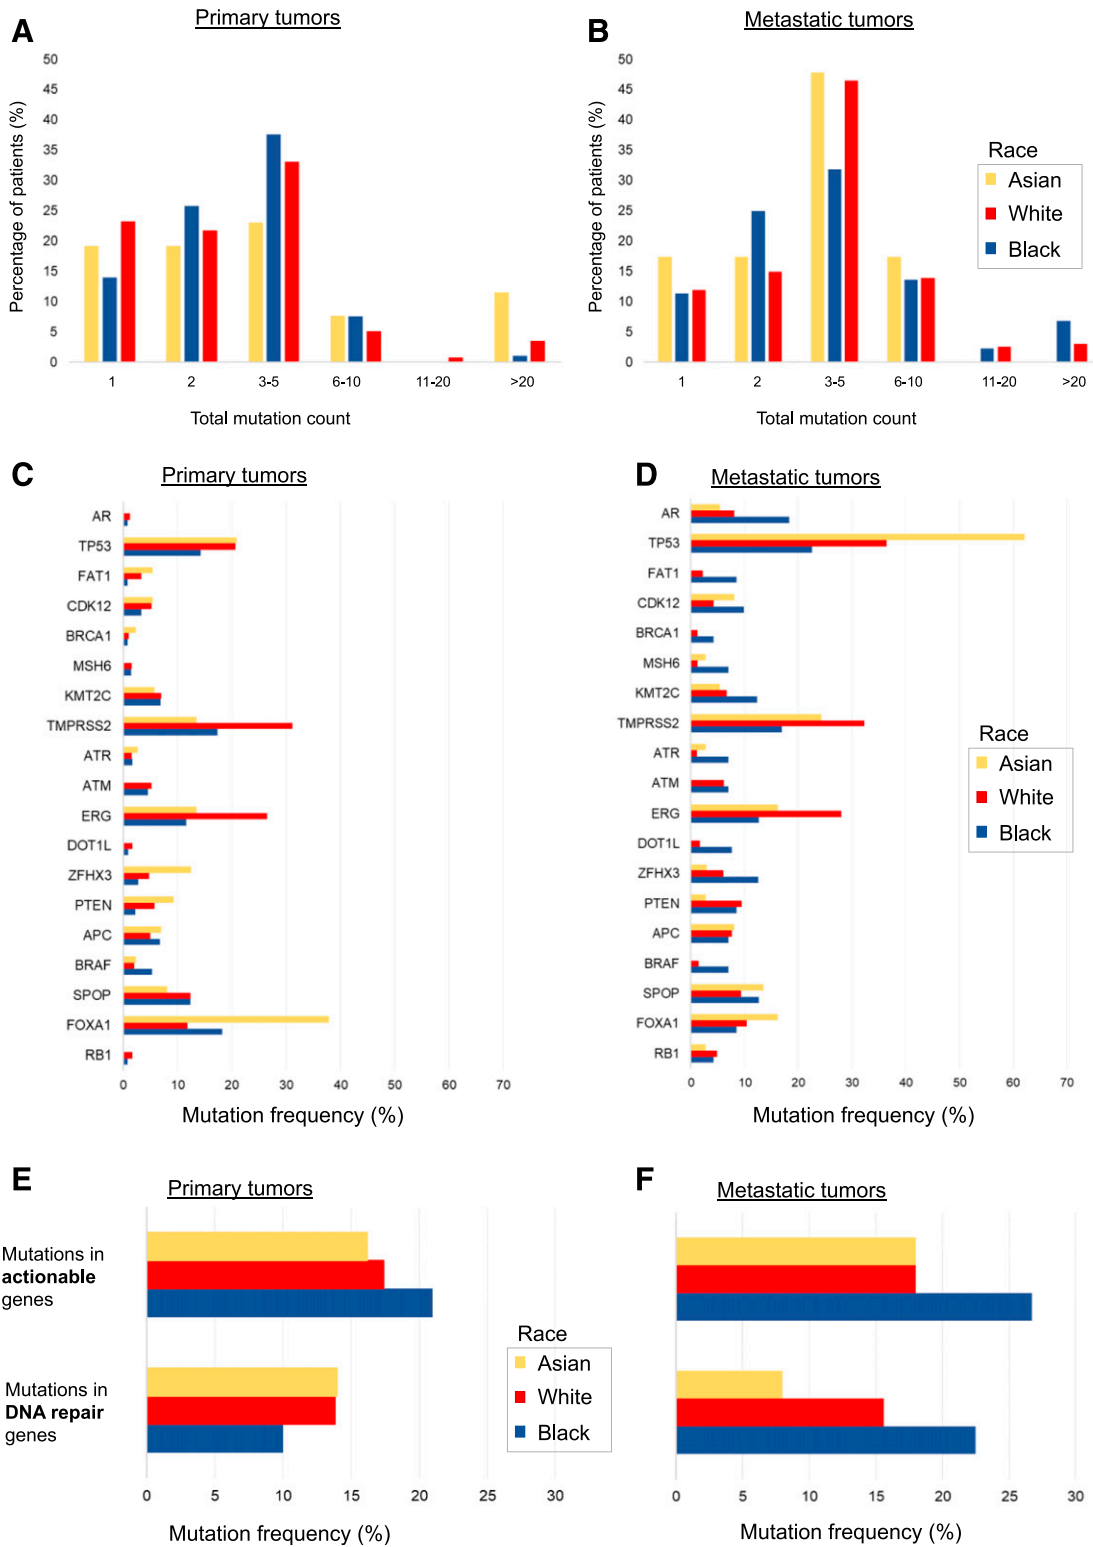 A
Primary tumors
Percentage of patients (%)
50
45
40
35
30
25
20
15
10
5
0
1
2
3-5
6-10
11-20
>20
Total mutation count
B
Metastatic tumors
Percentage of patients (%)
50
45
40
35
30
25
20
15
10
5
0
1
2
3-5
6-10
11-20
>20
Total mutation count
Race
Asian
White
Black
C
Primary tumors
AR
TP53
FAT1
CDK12
BRCA1
MSH6
KMT2C
TMPRSS2
ATR
ATM
ERG
DOT1L
ZFHX3
PTEN
APC
BRAF
SPOP
FOXA1
RB1
0
10
20
30
40
50
60
70
Mutation frequency (%)
D
Metastatic tumors
AR
TP53
FAT1
CDK12
BRCA1
MSH6
KMT2C
TMPRSS2
ATR
ATM
ERG
DOT1L
ZFHX3
PTEN
APC
BRAF
SPOP
FOXA1
RB1
0
10
20
30
40
50
60
70
Mutation frequency (%)
Race
Asian
White
Black
E
Primary tumors
Mutations in
actionable
genes
Mutations in
DNA repair
genes
0
5
10
15
20
25
30
Mutation frequency (%)
Race
Asian
White
Black
F
Metastatic tumors
0
5
10
15
20
25
30
Mutation frequency (%)